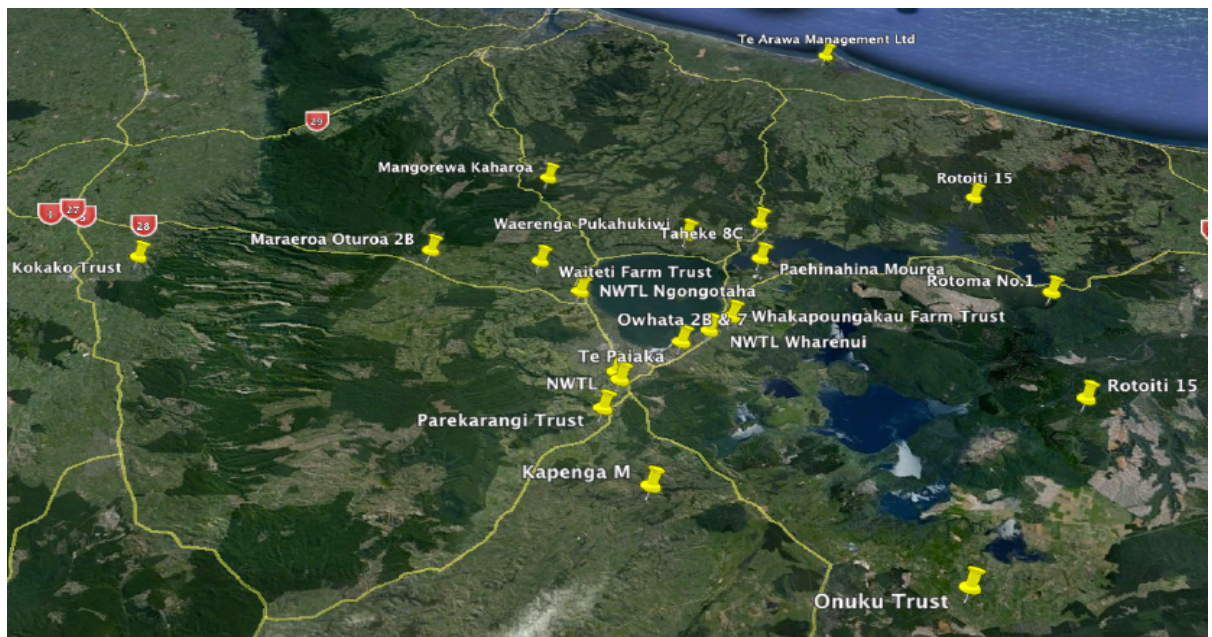 Te Arawa Management Ltd
29
Mangorewa Kaharoa
Rotoiti 15
1
27
5
28
Waerenga Pukahukiwi
Taheke 8C
Maraeroa Oturoa 2B
Kokako Trust
Waiteti Farm Trust
Paehinahina Mourea
Rotoma No.1
NWTL Ngongotaha
Owhata 2B & 7
Whakapoungakau Farm Trust
NWTL Wharenui
Te Paiaka
NWTL
Rotoiti 15
Parekarangi Trust
Kapenga M
Onuku Trust